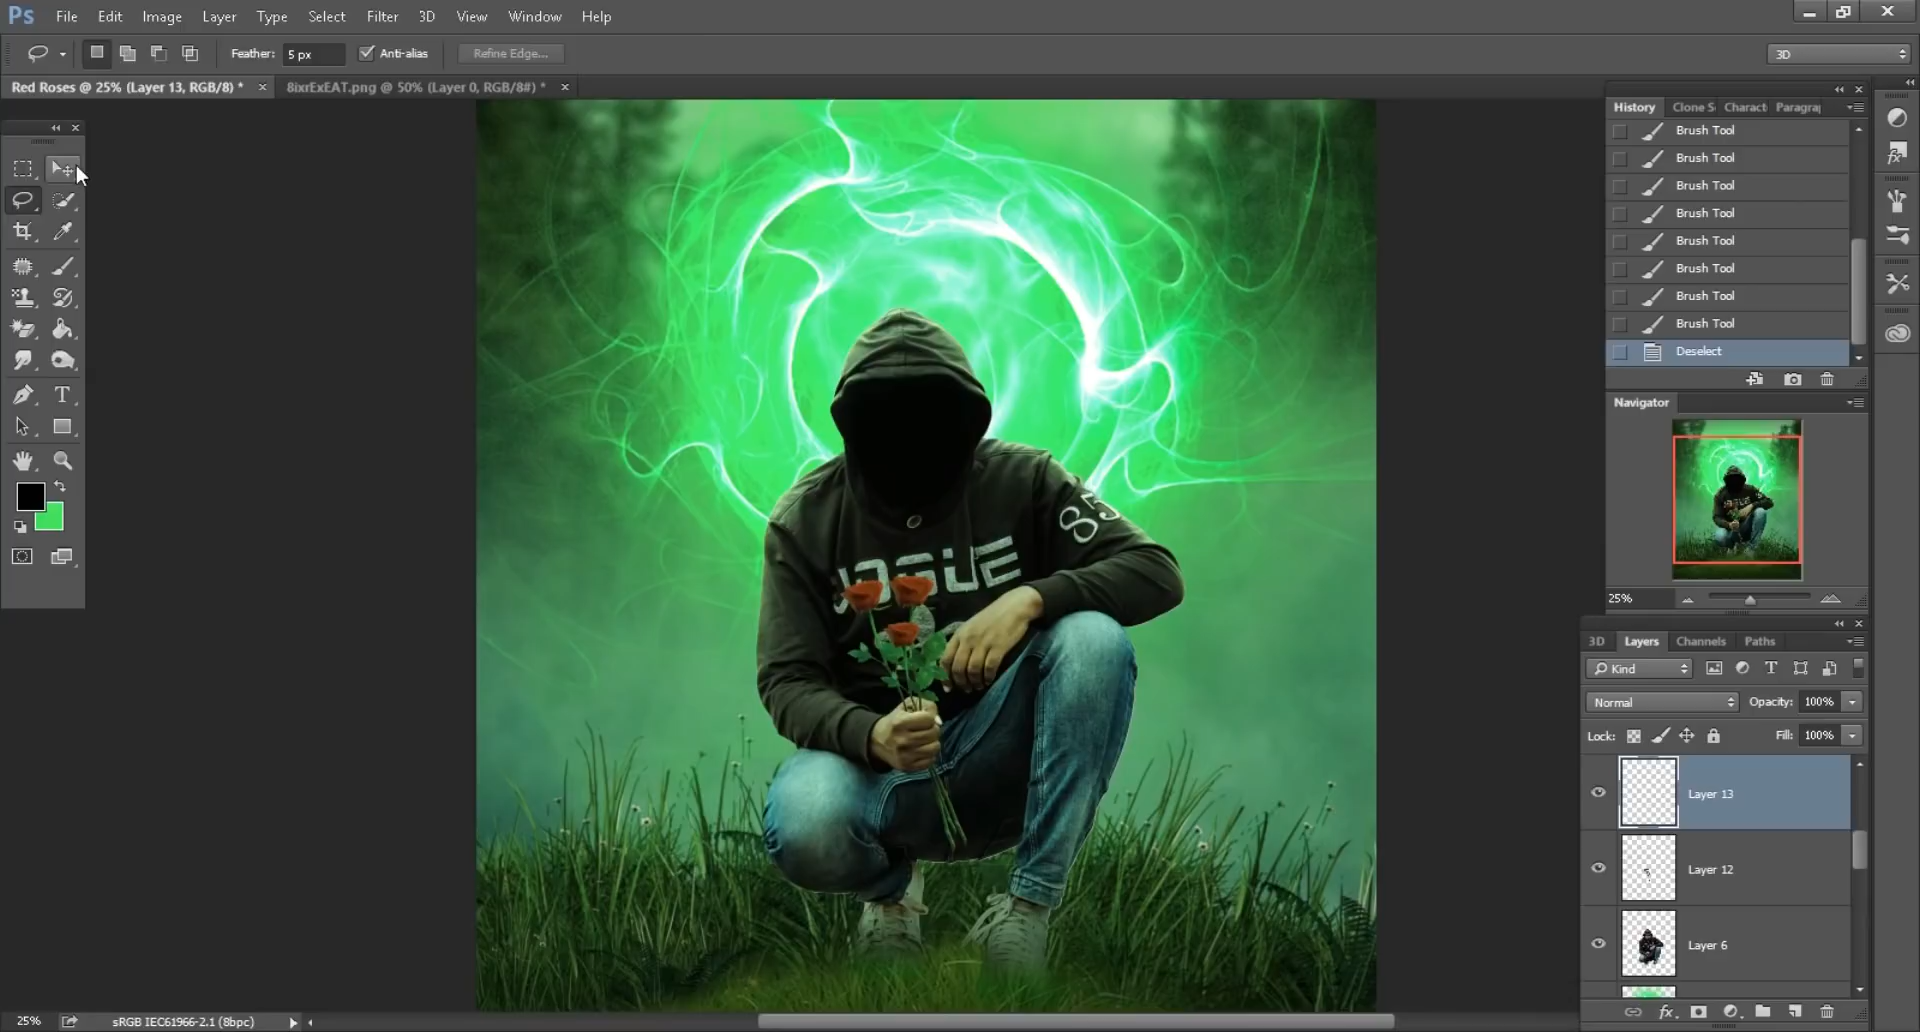 Ps File Edit Image Layer Type Select Filter 3D View Window Help
Feather: 5 px Anti-alias Refine Edge... 3D
Red Roses @ 25% (Layer 13, RGB/8) * × 8ixrExEAT.png @ 50% (Layer 0, RGB/8#) * ×
History Clone S Charact Paragra
Brush Tool
Brush Tool
Brush Tool
Brush Tool
Brush Tool
Brush Tool
Brush Tool
Brush Tool
Deselect
Navigator
25%
3D Layers Channels Paths
Kind
Normal Opacity: 100%
Lock: Fill: 100%
Layer 13
Layer 12
Layer 6
85
25% sRGB IEC61966-2.1 (8bpc)